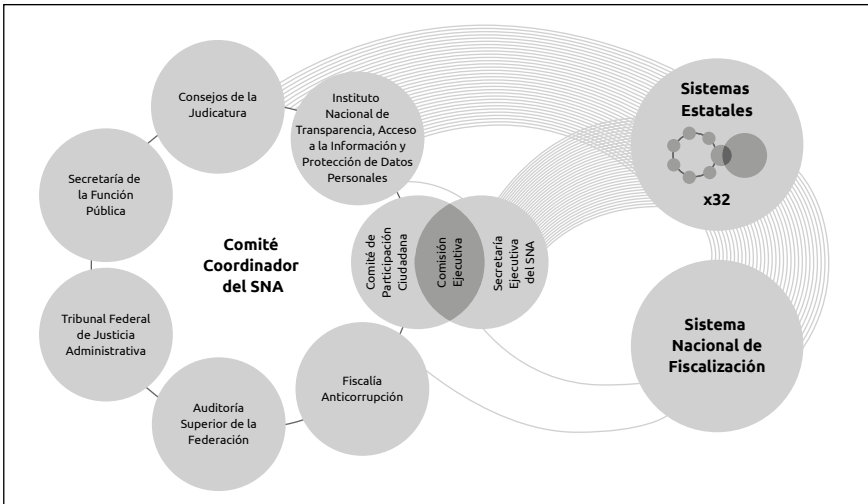 Consejos de la
Judicatura
Instituto
Nacional de
Transparencia, Acceso
a la Información y
Protección de Datos
Personales
Secretaría de
la Función
Pública
Comité
Coordinador
del SNA
Comité de
Participación
Ciudadana
Comisión
Ejecutiva
Secretaría
Ejecutiva
del SNA
Tribunal Federal
de Justicia
Administrativa
Auditoría
Superior de la
Federación
Fiscalía
Anticorrupción
Sistemas
Estatales
x32
Sistema
Nacional de
Fiscalización